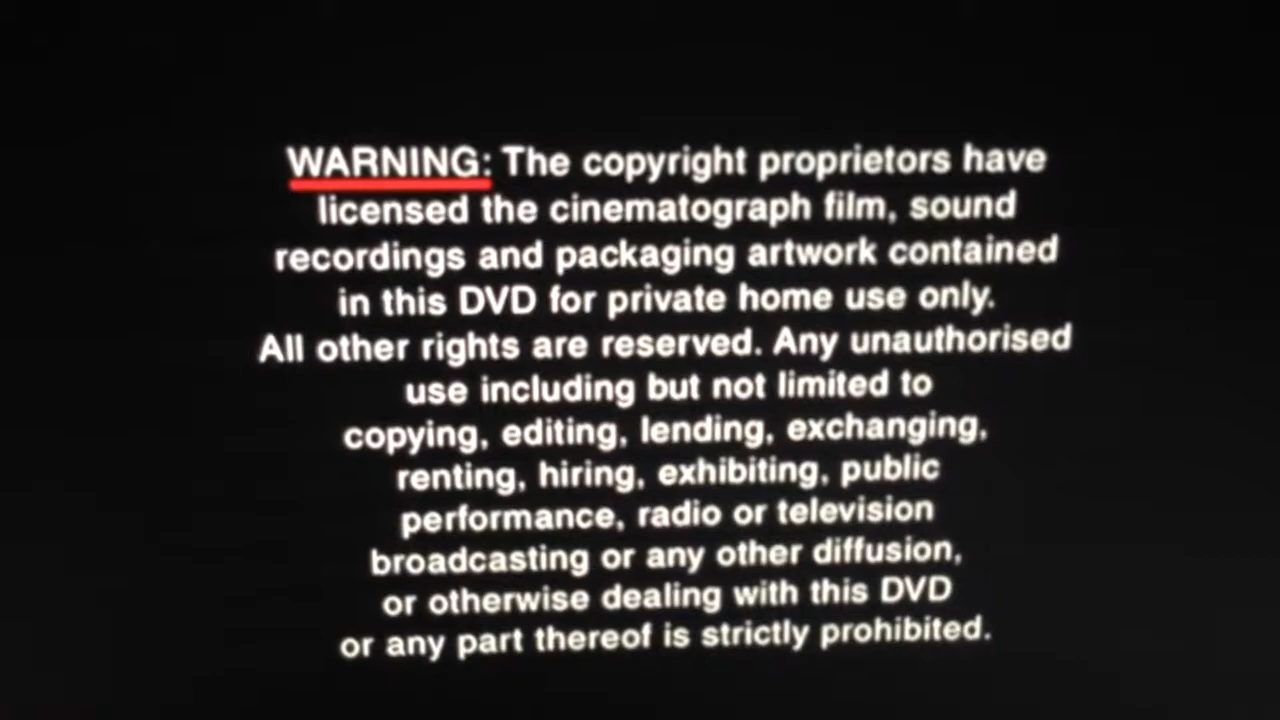 WARNING: The copyright proprietors have
licensed the cinematograph film, sound
recordings and packaging artwork contained
in this DVD for private home use only.
All other rights are reserved. Any unauthorised
use including but not limited to
copying, editing, lending, exchanging,
renting, hiring, exhibiting, public
performance, radio or television
broadcasting or any other diffusion,
or otherwise dealing with this DVD
or any part thereof is strictly prohibited.